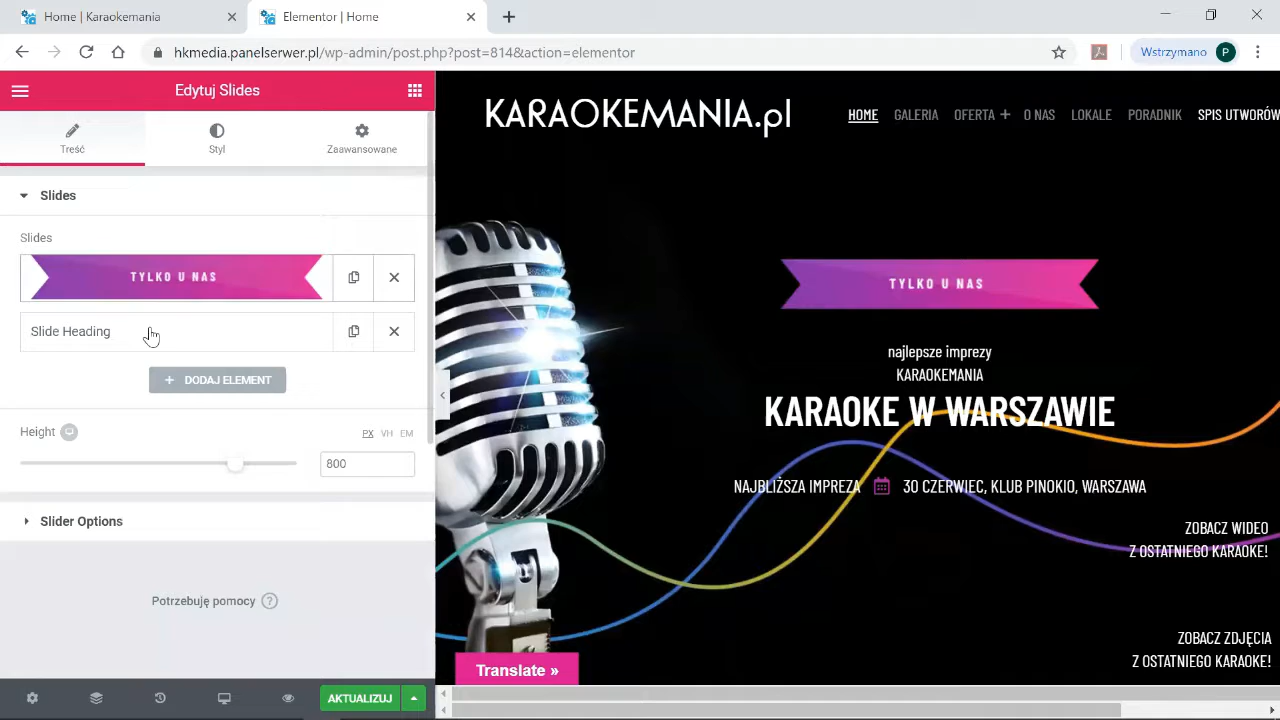 Home | Karaokemania
Elementor | Home
hkmedia.panelserwer.pl/wp-admin/post.php?post=814&action=elementor
Wstrzymano
P
Edytuj Slides
Treść
Styl
Zaawansowane
Slides
Slides
TYLKO U NAS
Slide Heading
+ DODAJ ELEMENT
Height
PX VH EM
800
Slider Options
Potrzebuję pomocy ?
AKTUALIZUJ
KARAOKEMANIA.pl
HOME GALERIA OFERTA + O NAS LOKALE PORADNIK SPIS UTWORÓW
TYLKO U NAS
najlepsze imprezy
KARAOKEMANIA
KARAOKE W WARSZAWIE
NAJBLIŻSZA IMPREZA 30 CZERWIEC, KLUB PINOKIO, WARSZAWA
ZOBACZ WIDEO
Z OSTATNIEGO KARAOKE!
ZOBACZ ZDJĘCIA
Z OSTATNIEGO KARAOKE!
Translate »